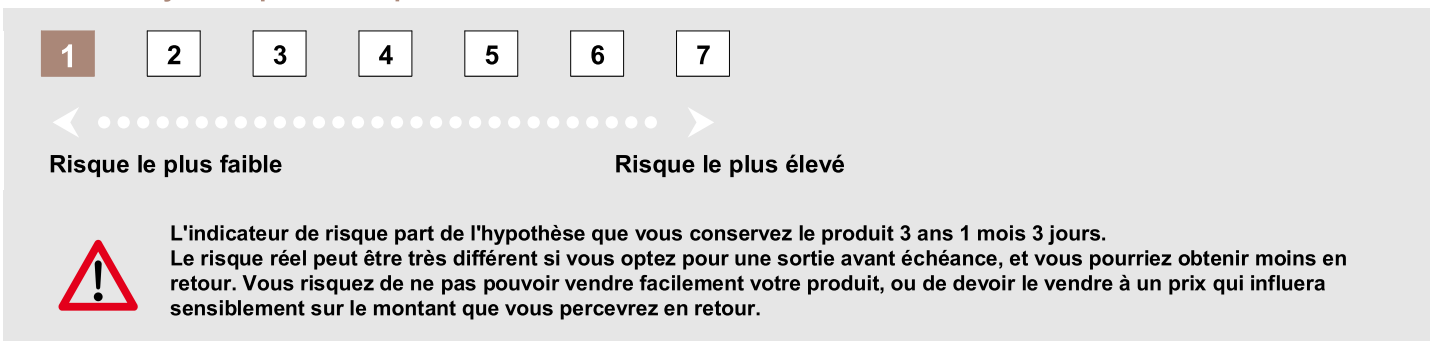 1 2 3 4 5 6 7
Risque le plus faible Risque le plus élevé
L'indicateur de risque part de l'hypothèse que vous conservez le produit 3 ans 1 mois 3 jours.
Le risque réel peut être très différent si vous optez pour une sortie avant échéance, et vous pourriez obtenir moins en
retour. Vous risquez de ne pas pouvoir vendre facilement votre produit, ou de devoir le vendre à un prix qui influera
sensiblement sur le montant que vous percevrez en retour.